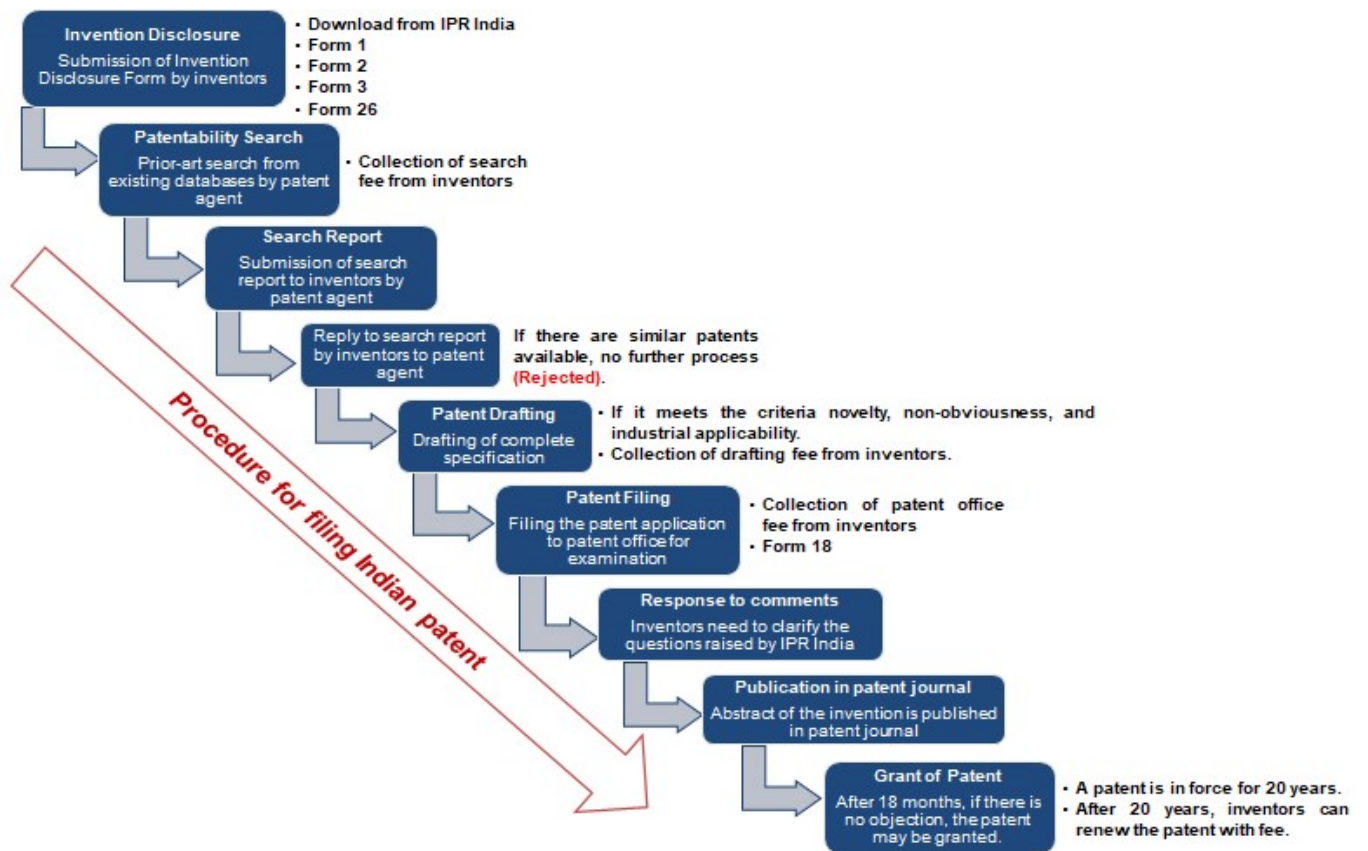 Invention Disclosure
Submission of Invention
Disclosure Form by inventors
• Download from IPR India
• Form 1
• Form 2
• Form 3
• Form 26
Patentability Search
Prior-art search from
existing databases by patent
agent
• Collection of search
fee from inventors
Search Report
Submission of search
report to inventors by
patent agent
Reply to search report
by inventors to patent
agent
If there are similar patents
available, no further process
(Rejected).
Patent Drafting
Drafting of complete
specification
• If it meets the criteria novelty, non-obviousness, and
industrial applicability.
• Collection of drafting fee from inventors.
Patent Filing
Filing the patent application
to patent office for
examination
• Collection of patent office
fee from inventors
• Form 18
Response to comments
Inventors need to clarify the
questions raised by IPR India
Publication in patent journal
Abstract of the invention is published
in patent journal
Grant of Patent
After 18 months, if there is
no objection, the patent
may be granted.
• A patent is in force for 20 years.
• After 20 years, inventors can
renew the patent with fee.
Procedure for filing Indian patent